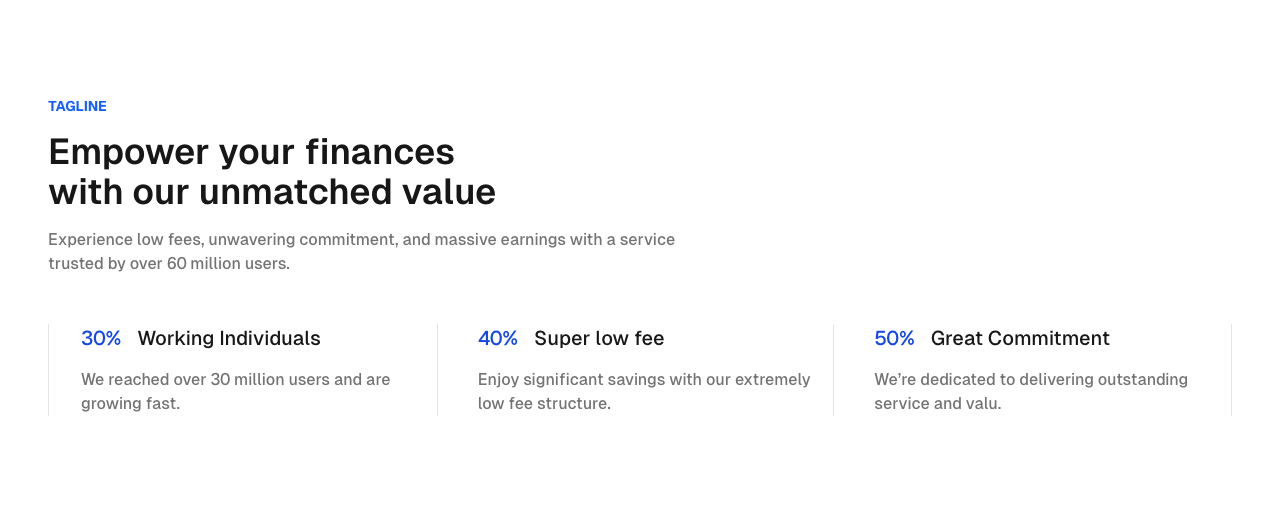 TAGLINE
Empower your finances
with our unmatched value
Experience low fees, unwavering commitment, and massive earnings with a service
trusted by over 60 million users.
30% Working Individuals
We reached over 30 million users and are
growing fast.
40% Super low fee
Enjoy significant savings with our extremely
low fee structure.
50% Great Commitment
We’re dedicated to delivering outstanding
service and valu.